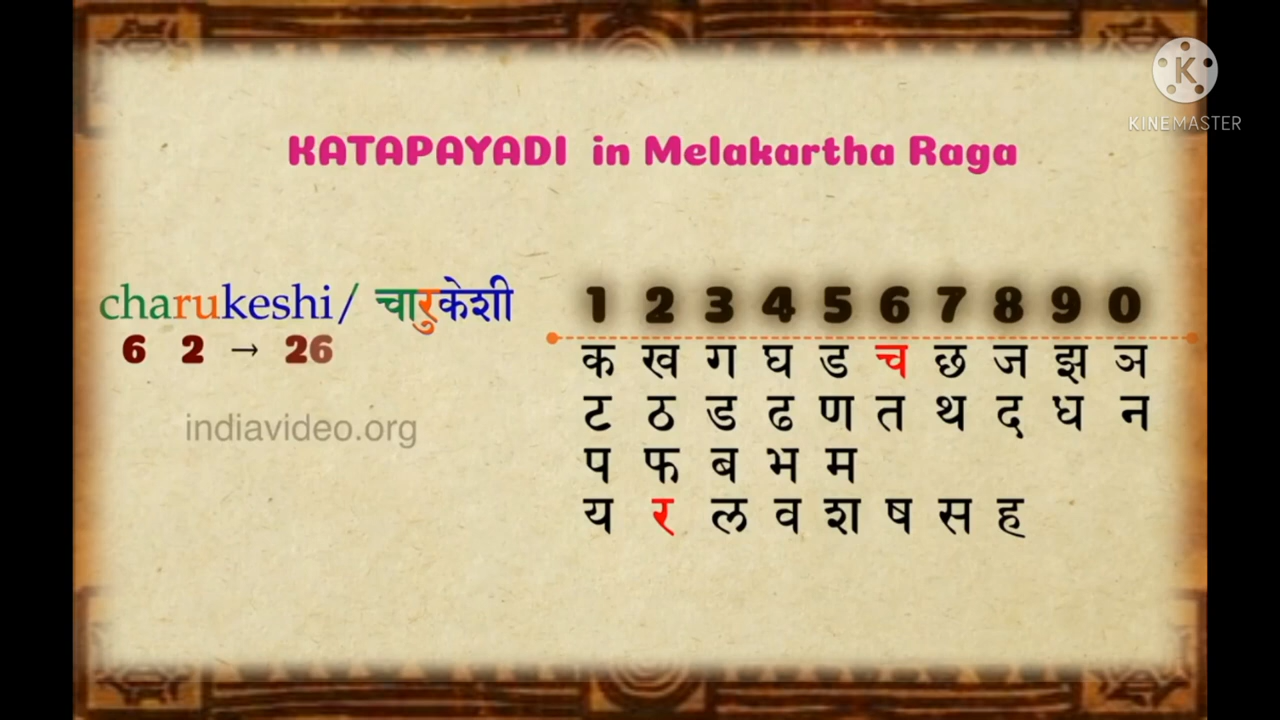 KINEMASTER
KATAPAYADI in Melakartha Raga
charukeshi/ चारुकेशी
6 2 → 26
indiavideo.org
1 2 3 4 5 6 7 8 9 0
क ख ग घ ड च छ ज झ ञ
ट ठ ड ढ ण त थ द ध न
प फ ब भ म
य र ल व श ष स ह